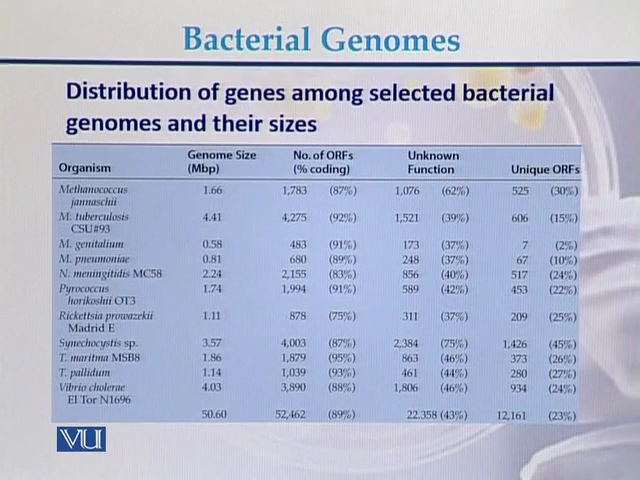 Bacterial Genomes
Distribution of genes among selected bacterial
genomes and their sizes
Organism Genome Size (Mbp) No. of ORFs (% coding) Unknown Function Unique ORFs
Methanococcus jannaschii 1.66 1,783 (87%) 1,076 (62%) 525 (30%)
M. tuberculosis CSU#93 4.41 4,275 (92%) 1,521 (39%) 606 (15%)
M. genitalium 0.58 483 (91%) 173 (37%) 7 (2%)
M. pneumoniae 0.81 680 (89%) 248 (37%) 67 (10%)
N. meningitidis MC58 2.24 2,155 (83%) 856 (40%) 517 (24%)
Pyrococcus horikoshii OT3 1.74 1,994 (91%) 589 (42%) 453 (22%)
Rickettsia prowazekii Madrid E 1.11 878 (75%) 311 (37%) 209 (25%)
Synechocystis sp. 3.57 4,003 (87%) 2,384 (75%) 1,426 (45%)
T. maritma MSB8 1.86 1,879 (95%) 863 (46%) 373 (26%)
T. pallidum 1.14 1,039 (93%) 461 (44%) 280 (27%)
Vibrio cholerae El Tor N1696 4.03 3,890 (88%) 1,806 (46%) 934 (24%)
50.60 52,462 (89%) 22.358 (43%) 12,161 (23%)
VU